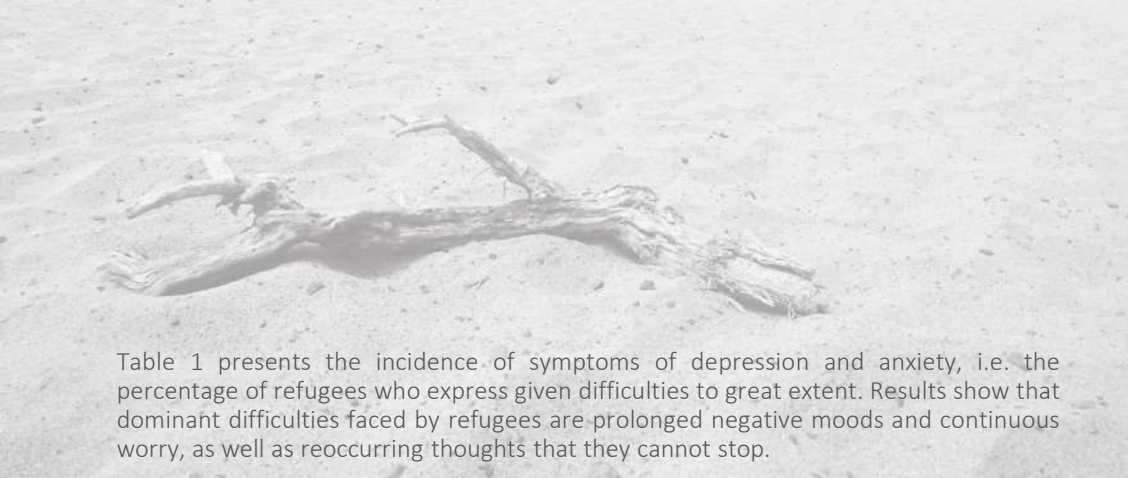 Table 1 presents the incidence of symptoms of depression and anxiety, i.e. the
percentage of refugees who express given difficulties to great extent. Results show that
dominant difficulties faced by refugees are prolonged negative moods and continuous
worry, as well as reoccurring thoughts that they cannot stop.